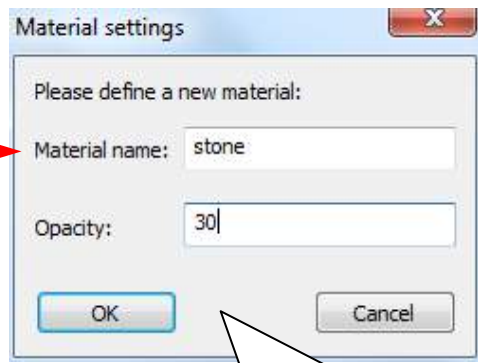 Material settings
Please define a new material:
Material name: stone
Opacity: 30
OK Cancel